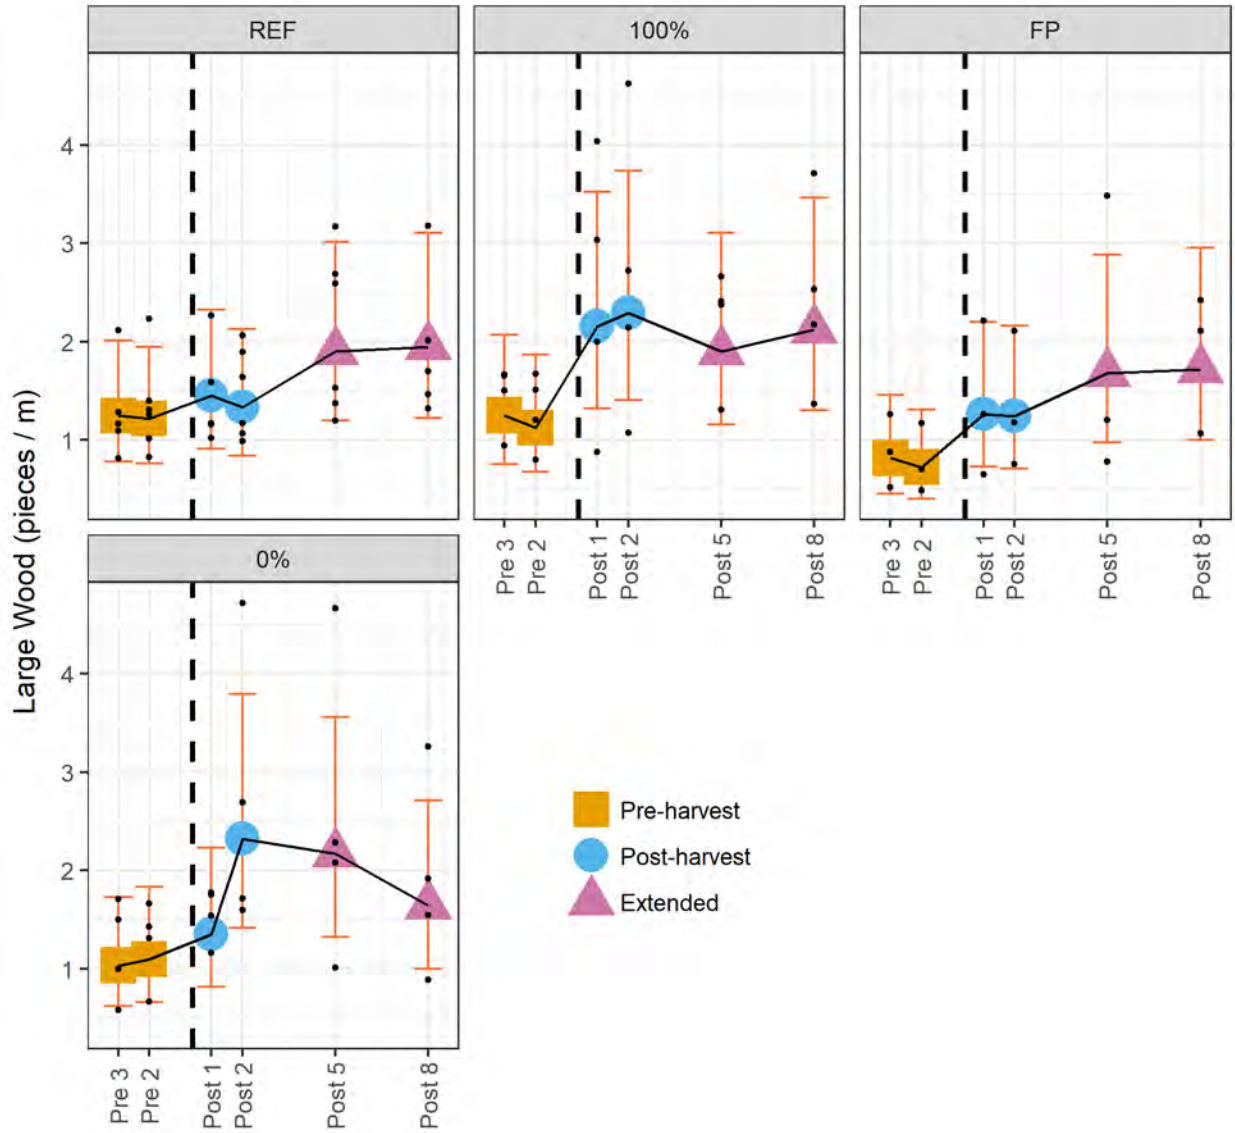 REF
100%
FP
4
3
2
1
Pre 3
Pre 2
Post 1
Post 2
Post 5
Post 8
Pre 3
Pre 2
Post 1
Post 2
Post 5
Post 8
0%
Large Wood (pieces / m)
4
3
2
1
Pre-harvest
Post-harvest
Extended
Pre 3
Pre 2
Post 1
Post 2
Post 5
Post 8